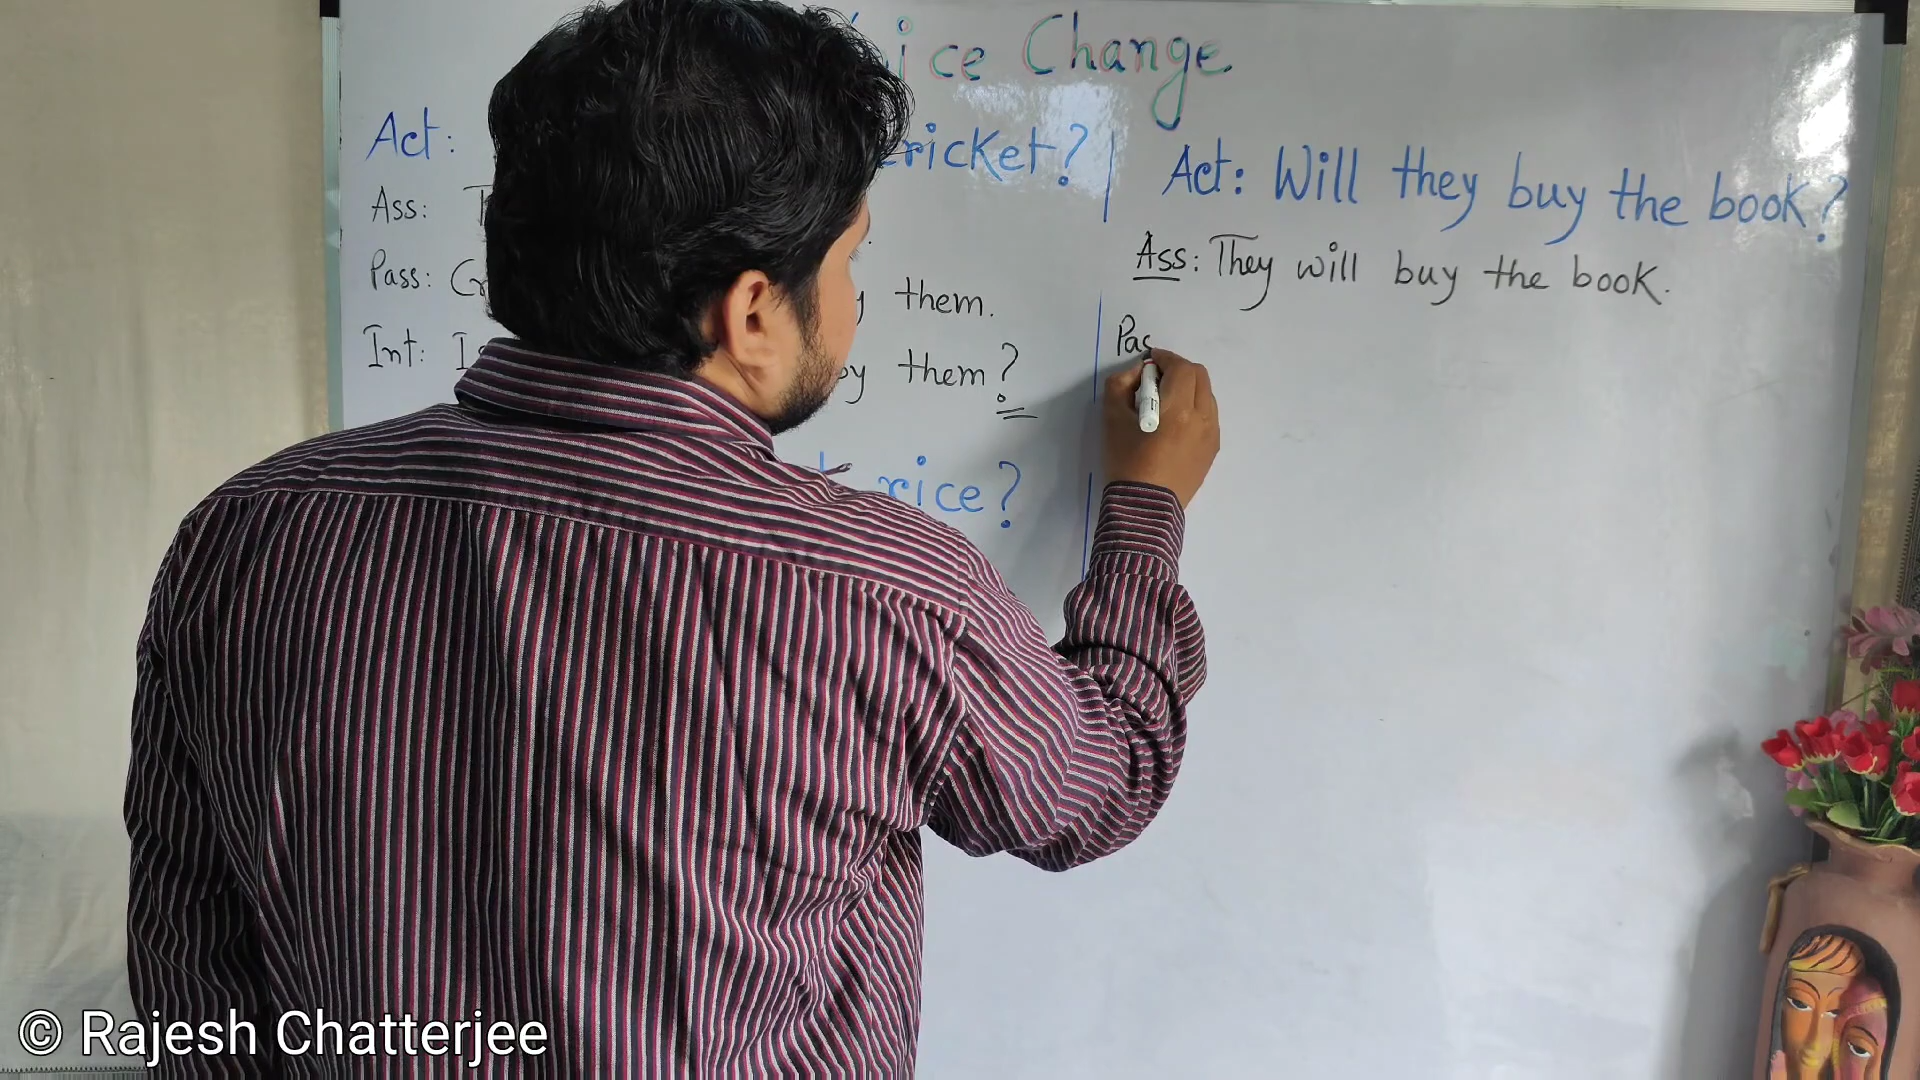 Change
Act: cricket?
Ass:
Pass: them.
Int: by them?
rice?
Act: Will they buy the book?
Ass: They will buy the book.
Pas
© Rajesh Chatterjee